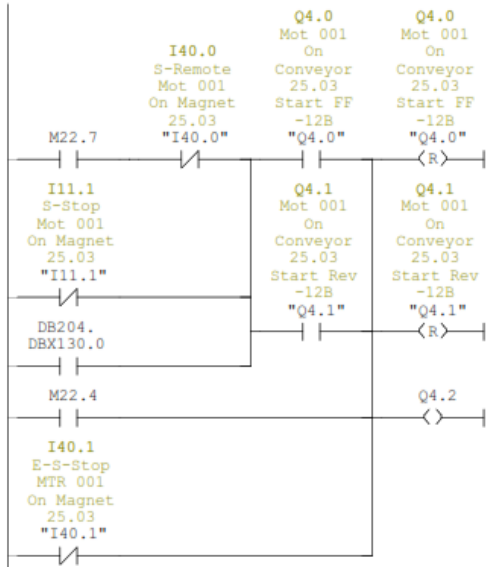 I40.0
S-Remote
Mot 001
On Magnet
25.03
"I40.0"
Q4.0
Mot 001
On
Conveyor
25.03
Start FF
-12B
"Q4.0"
Q4.0
Mot 001
On
Conveyor
25.03
Start FF
-12B
"Q4.0"
M22.7
R
I11.1
S-Stop
Mot 001
On Magnet
25.03
"I11.1"
Q4.1
Mot 001
On
Conveyor
25.03
Start Rev
-12B
"Q4.1"
Q4.1
Mot 001
On
Conveyor
25.03
Start Rev
-12B
"Q4.1"
R
DB204.
DBX130.0
M22.4
Q4.2
I40.1
E-S-Stop
MTR 001
On Magnet
25.03
"I40.1"